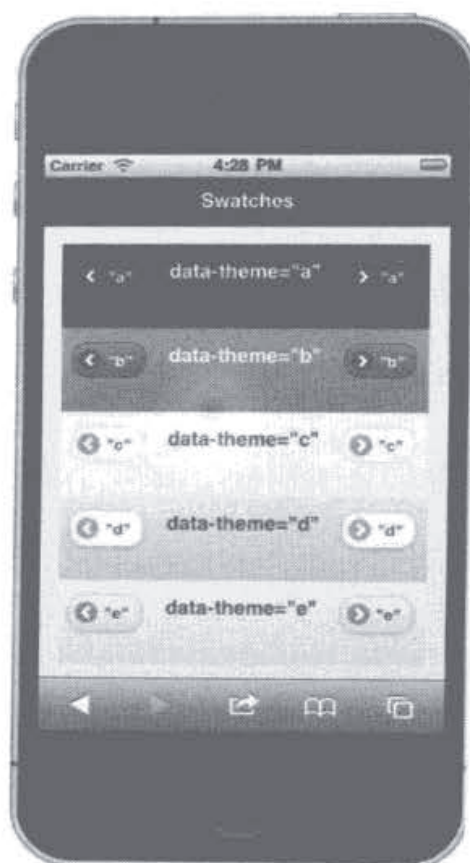 Carrier 4:28 PM
Swatches
"a" data-theme="a" "a"
"b" data-theme="b" "b"
"c" data-theme="c" "c"
"d" data-theme="d" "d"
"e" data-theme="e" "e"